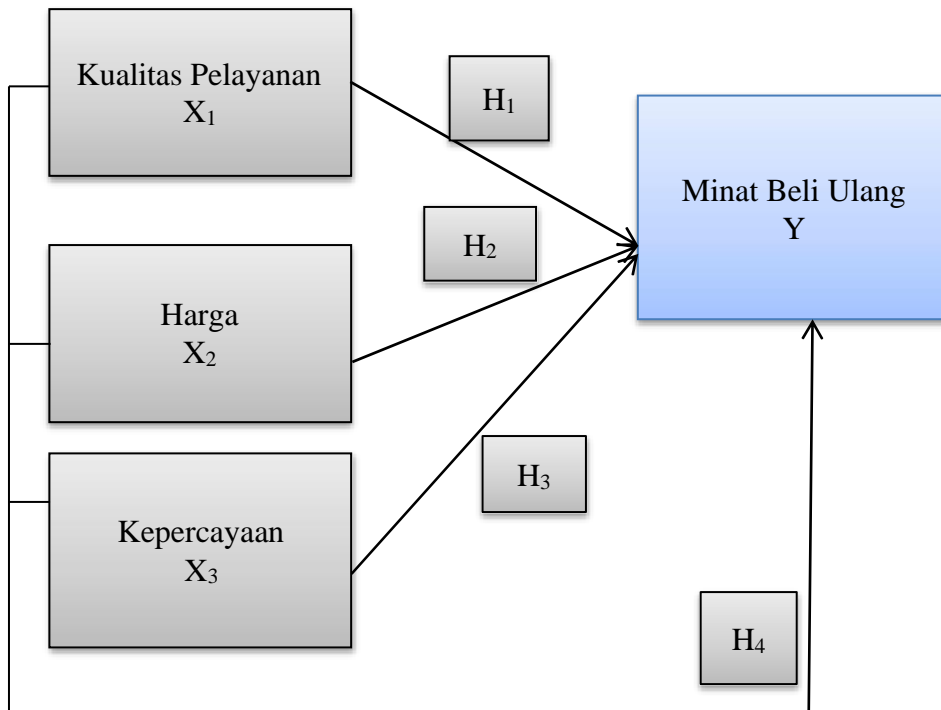 Kualitas Pelayanan
X₁
H₁
Minat Beli Ulang
Y
H₂
Harga
X₂
H₃
Kepercayaan
X₃
H₄